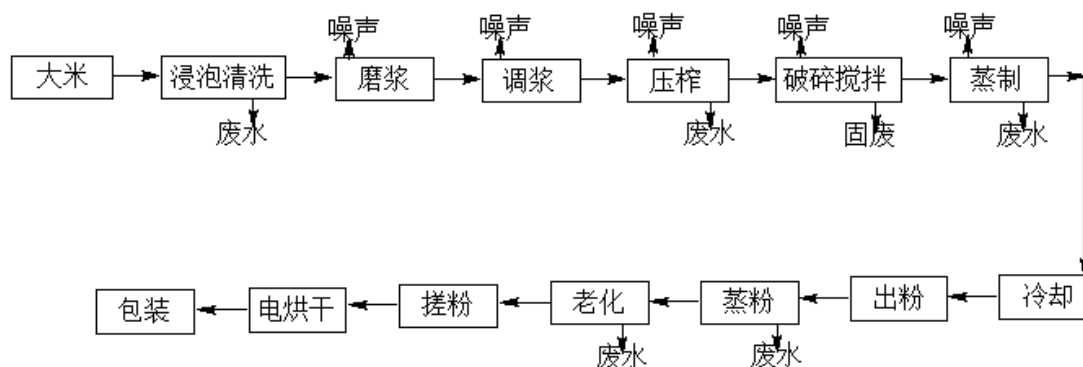 噪声 噪声 噪声 噪声 噪声
大米 浸泡清洗 磨浆 调浆 压榨 破碎搅拌 蒸制
废水 废水 固废 废水
包装 电烘干 搓粉 老化 蒸粉 出粉 冷却
废水 废水